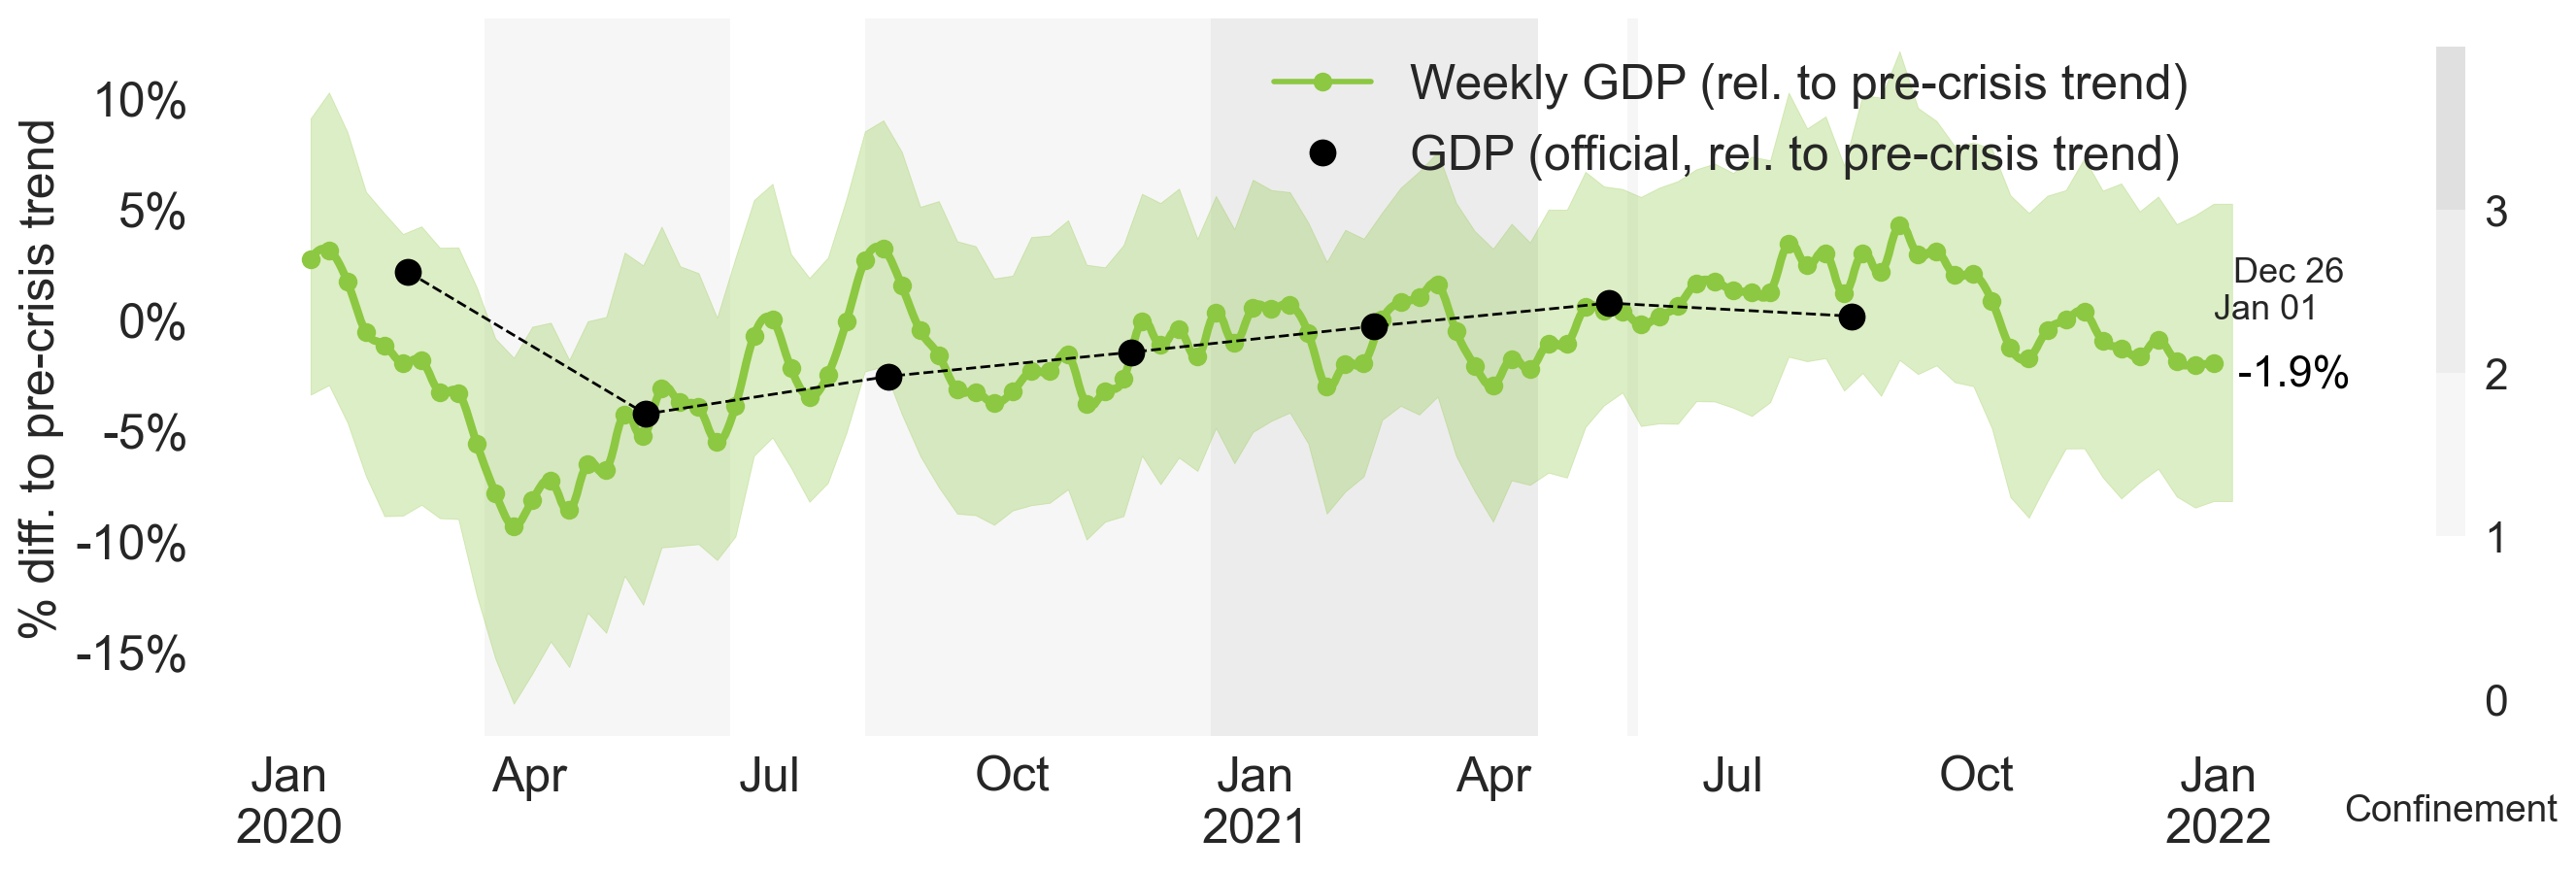 Weekly GDP (rel. to pre-crisis trend)
GDP (official, rel. to pre-crisis trend)
% diff. to pre-crisis trend
10%
5%
0%
-5%
-10%
-15%
Dec 26
Jan 01
-1.9%
3
2
1
0
Jan Apr Jul Oct Jan Apr Jul Oct Jan
2020 2021 2022
Confinement